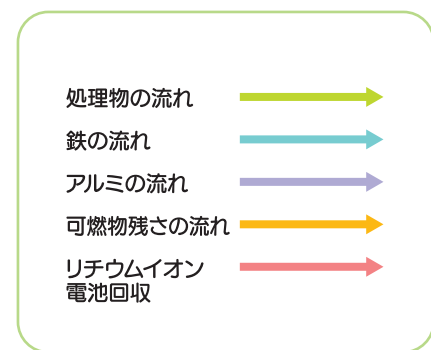 処理物の流れ
鉄の流れ
アルミの流れ
可燃物残さの流れ
リチウムイオン
電池回収